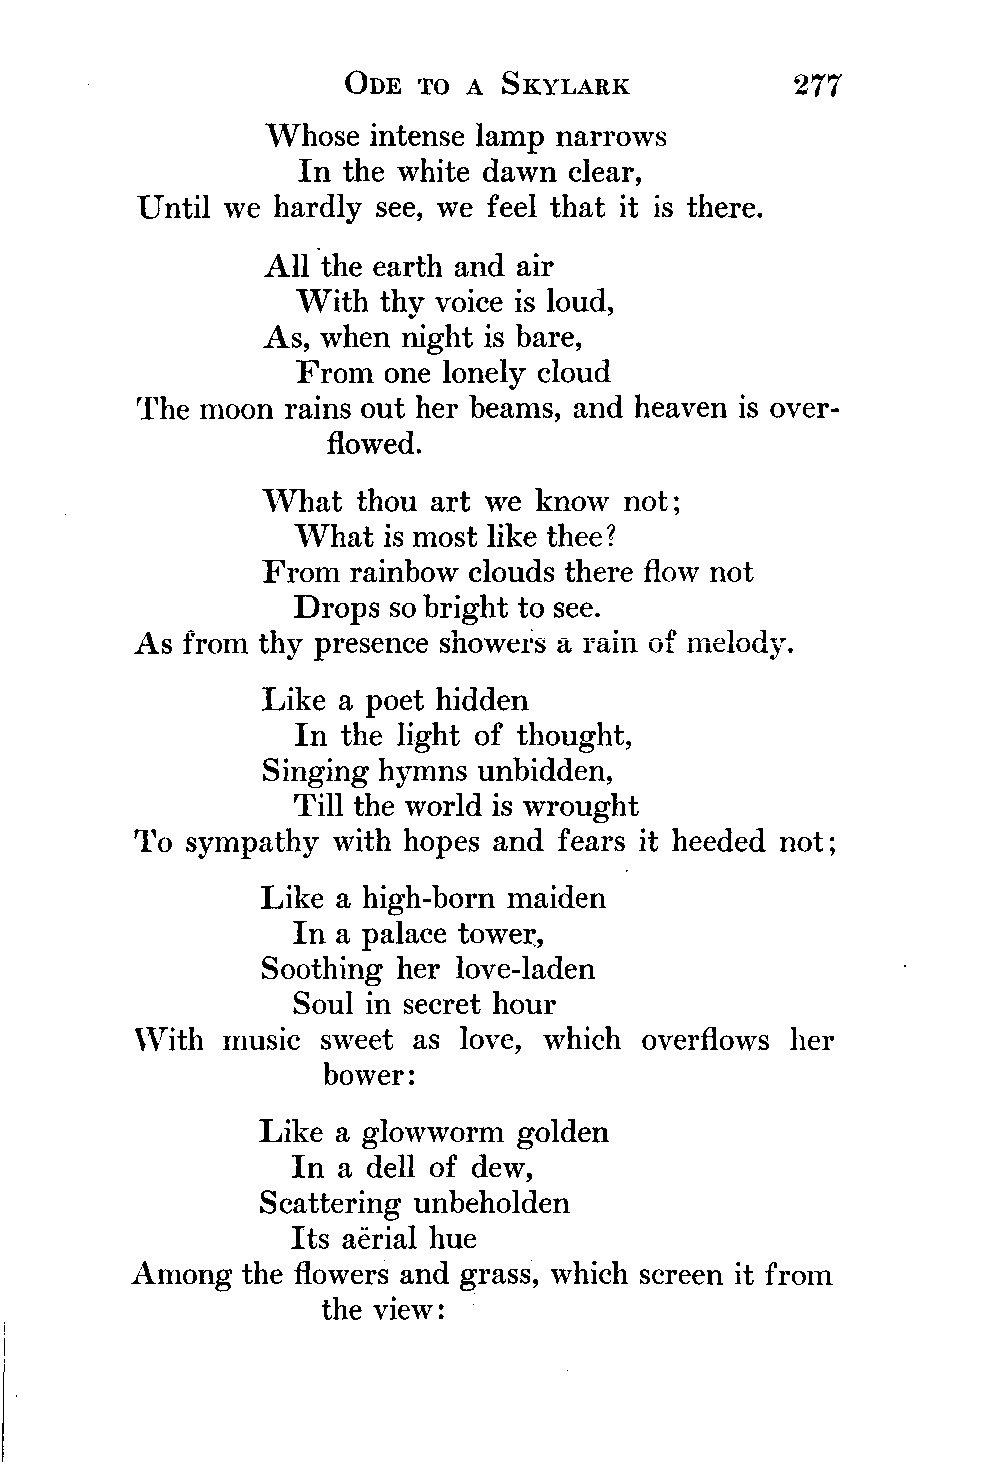 ODE TO A SKYLARK 277
Whose intense lamp narrows
In the white dawn clear,
Until we hardly see, we feel that it is there.
All the earth and air
With thy voice is loud,
As, when night is bare,
From one lonely cloud
The moon rains out her beams, and heaven is over-
flowed.
What thou art we know not;
What is most like thee?
From rainbow clouds there flow not
Drops so bright to see.
As from thy presence showers a rain of melody.
Like a poet hidden
In the light of thought,
Singing hymns unbidden,
Till the world is wrought
To sympathy with hopes and fears it heeded not;
Like a high-born maiden
In a palace tower,
Soothing her love-laden
Soul in secret hour
With music sweet as love, which overflows her
bower:
Like a glowworm golden
In a dell of dew,
Scattering unbeholden
Its aërial hue
Among the flowers and grass, which screen it from
the view: